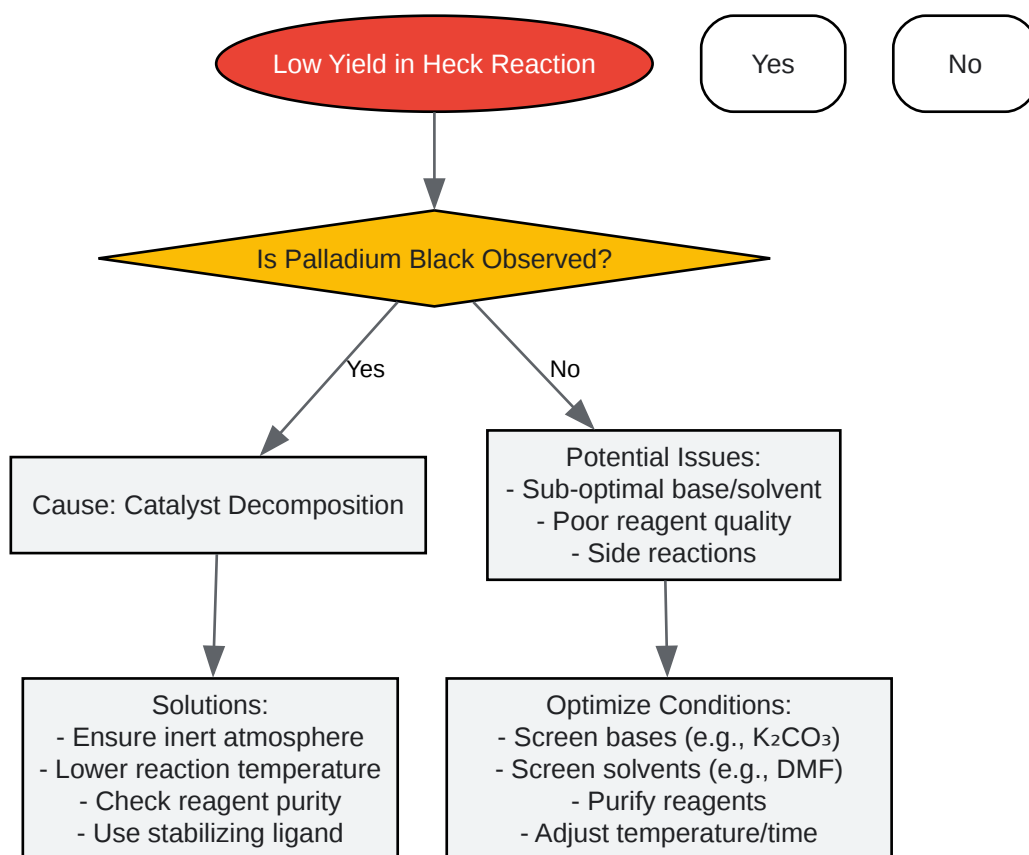 Low Yield in Heck Reaction
Yes
No
Is Palladium Black Observed?
Yes
No
Cause: Catalyst Decomposition
Potential Issues:
- Sub-optimal base/solvent
- Poor reagent quality
- Side reactions
Solutions:
- Ensure inert atmosphere
- Lower reaction temperature
- Check reagent purity
- Use stabilizing ligand
Optimize Conditions:
- Screen bases (e.g., K₂CO₃)
- Screen solvents (e.g., DMF)
- Purify reagents
- Adjust temperature/time